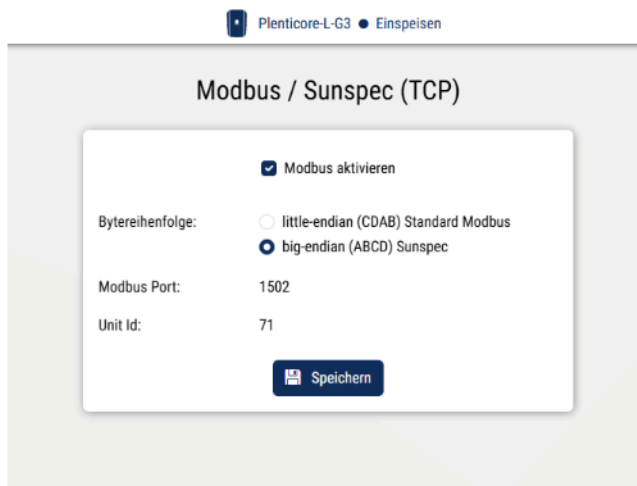 Plenticore-L-G3 ● Einspeisen
Modbus / Sunspec (TCP)
Modbus aktivieren
Bytereihenfolge: little-endian (CDAB) Standard Modbus
big-endian (ABCD) Sunspec
Modbus Port: 1502
Unit Id: 71
Speichern